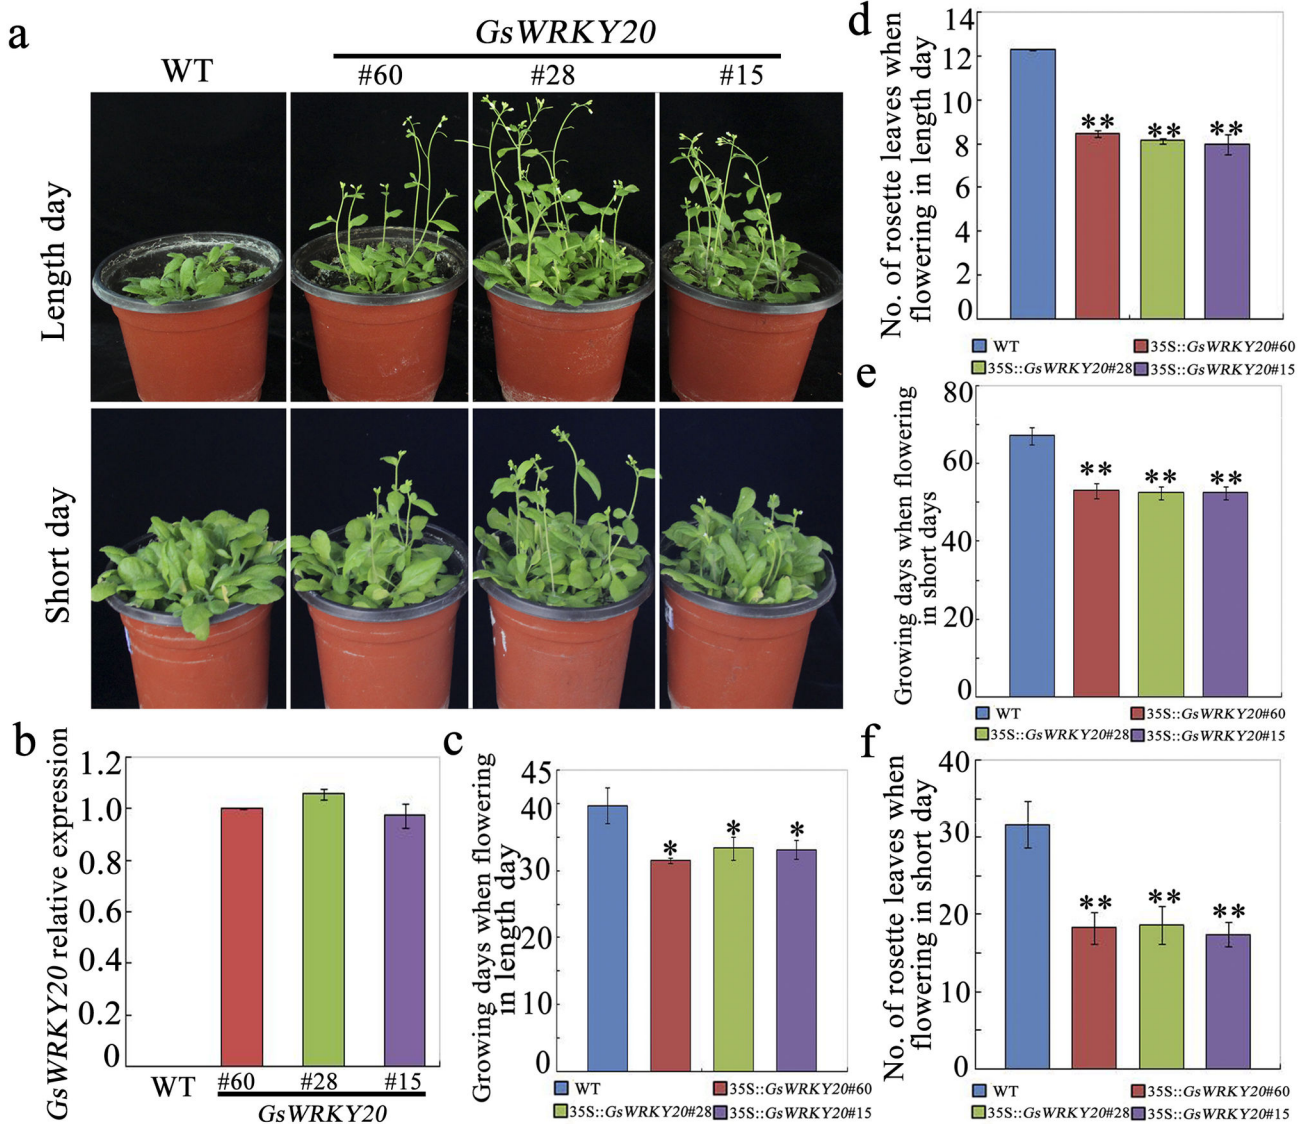 a
GsWRKY20
WT
#60
#28
#15
Length day
Short day
b
GsWRKY20 relative expression
1.2
1.0
0.8
0.6
0.4
0.2
0
WT
#60
#28
#15
GsWRKY20
c
Growing days when flowering
in length day
45
40
30
20
10
0
WT
35S::GsWRKY20#60
35S::GsWRKY20#28
35S::GsWRKY20#15
*
*
*
d
No. of rosette leaves when
flowering in length day
14
12
10
8
6
4
2
0
**
**
**
WT
35S::GsWRKY20#60
35S::GsWRKY20#28
35S::GsWRKY20#15
e
Growing days when flowering
in short days
80
60
40
20
0
**
**
**
WT
35S::GsWRKY20#60
35S::GsWRKY20#28
35S::GsWRKY20#15
f
No. of rosette leaves when
flowering in short day
40
30
20
10
0
**
**
**
WT
35S::GsWRKY20#60
35S::GsWRKY20#28
35S::GsWRKY20#15